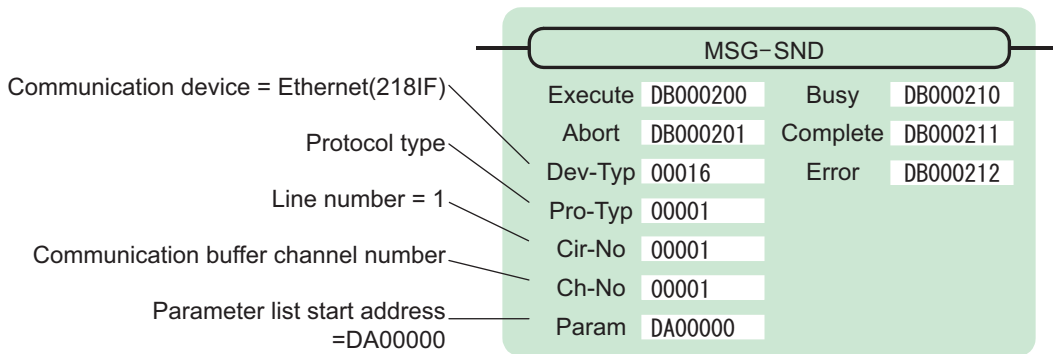 MSG-SND
Communication device = Ethernet(218IF)
Execute DB000200 Busy DB000210
Protocol type
Abort DB000201 Complete DB000211
Dev-Typ 00016 Error DB000212
Line number = 1
Pro-Typ 00001
Communication buffer channel number
Cir-No 00001
Ch-No 00001
Parameter list start address
=DA00000
Param DA00000